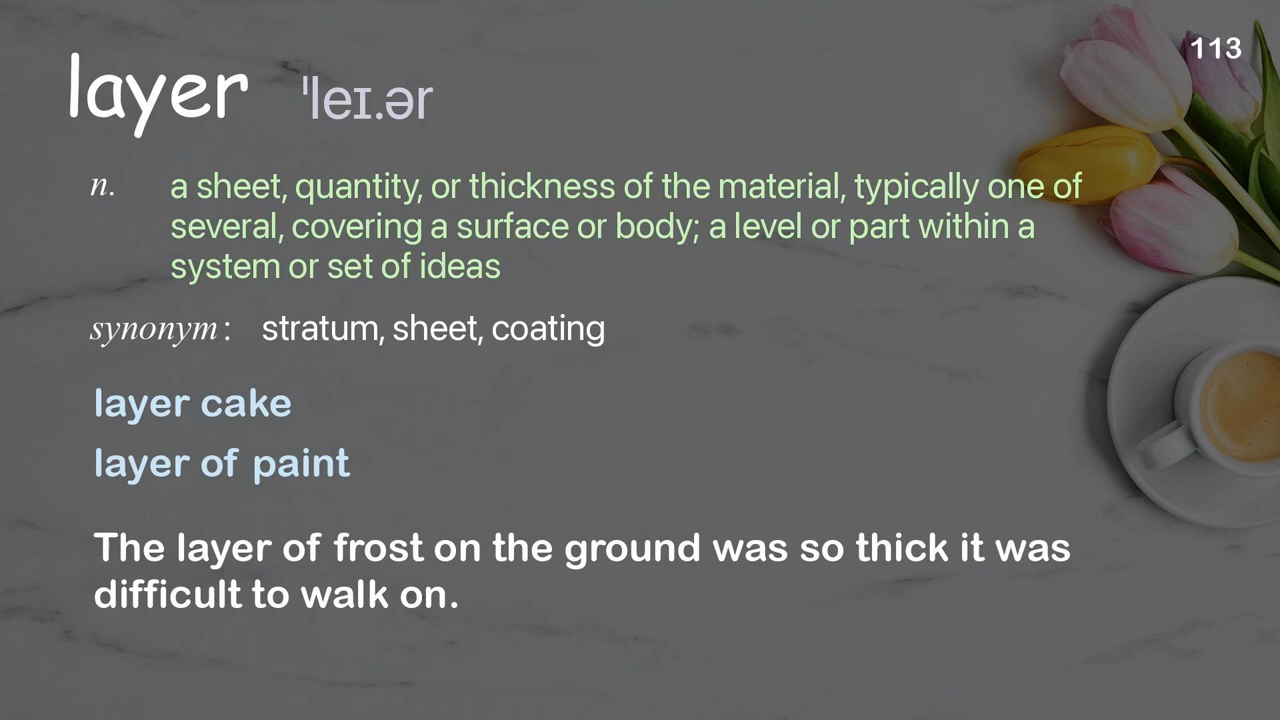 113
layer ˈleɪ.ər
n. a sheet, quantity, or thickness of the material, typically one of
several, covering a surface or body; a level or part within a
system or set of ideas
synonym: stratum, sheet, coating
layer cake
layer of paint
The layer of frost on the ground was so thick it was
difficult to walk on.